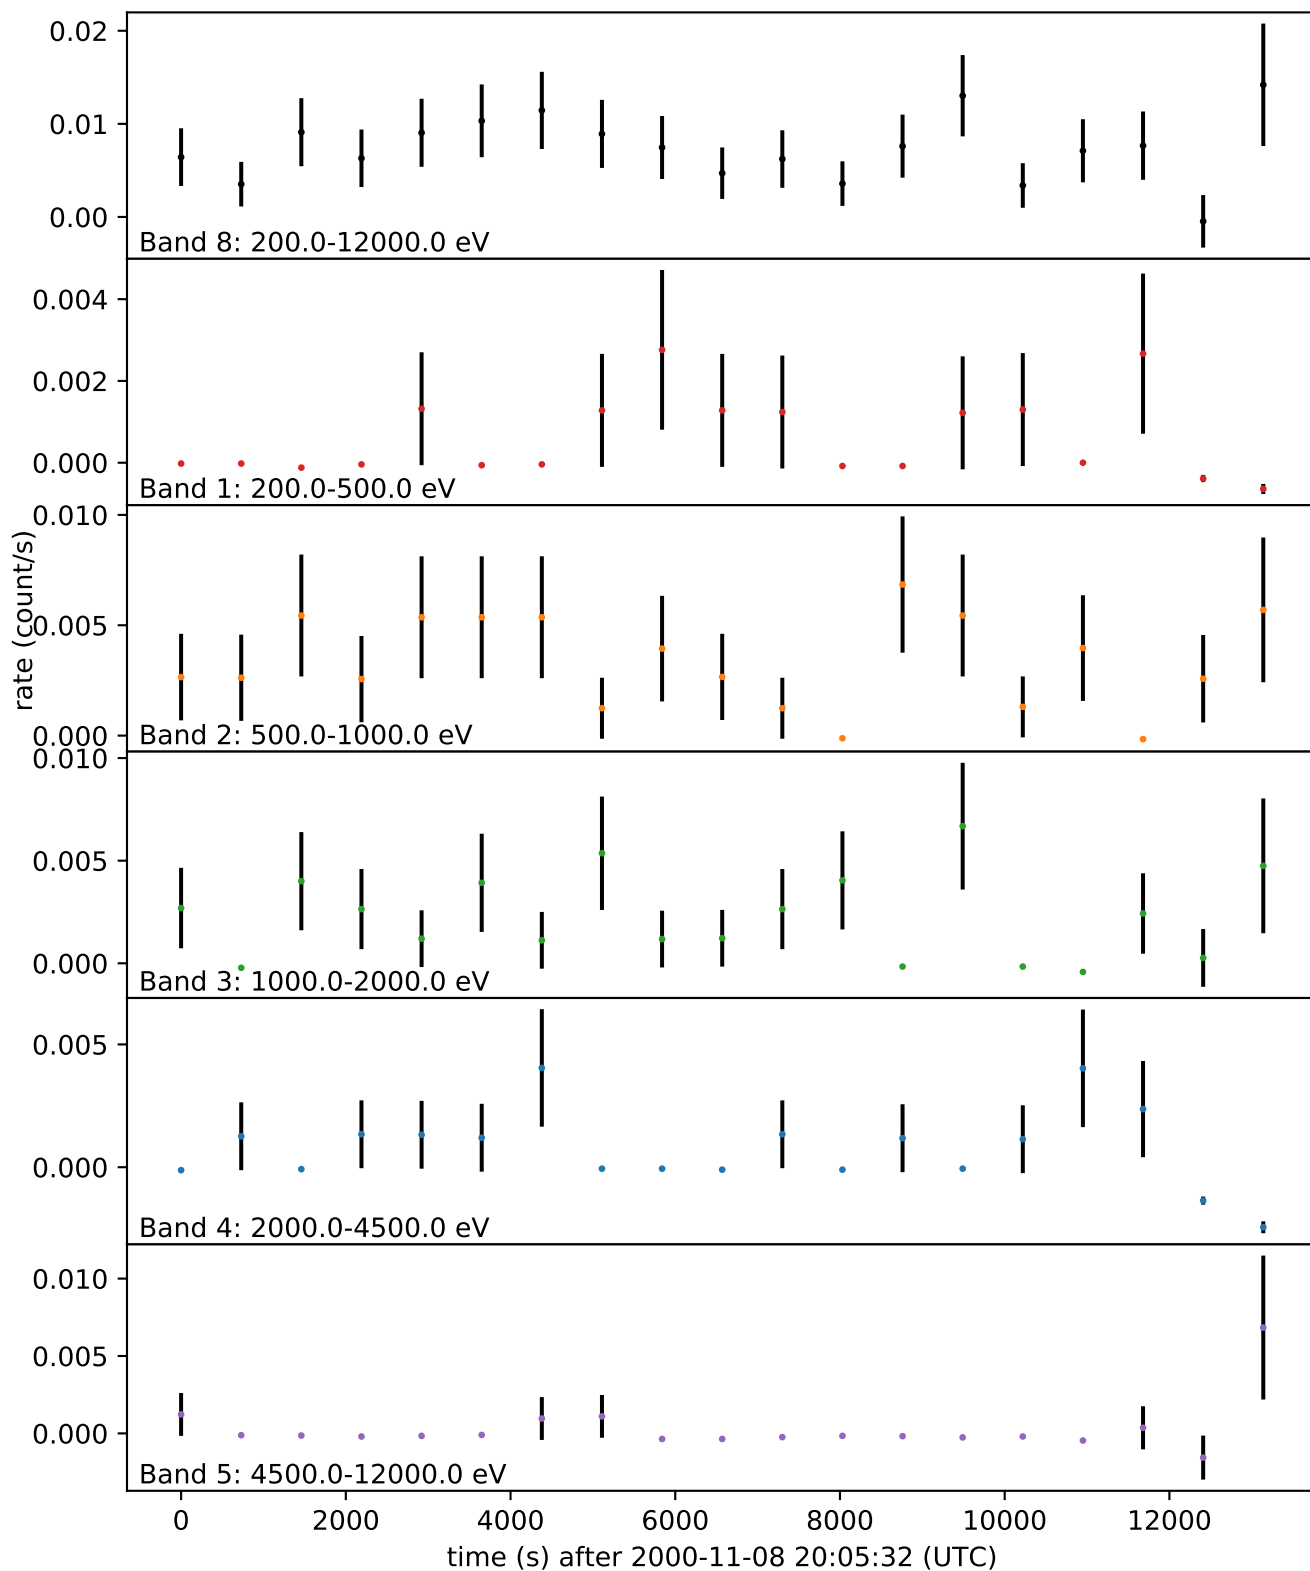 0.02
0.01
0.00
Band 8: 200.0-12000.0 eV
0.004
0.002
0.000
Band 1: 200.0-500.0 eV
rate (count/s)
0.010
0.005
0.000
Band 2: 500.0-1000.0 eV
0.010
0.005
0.000
Band 3: 1000.0-2000.0 eV
0.005
0.000
Band 4: 2000.0-4500.0 eV
0.010
0.005
0.000
Band 5: 4500.0-12000.0 eV
0 2000 4000 6000 8000 10000 12000
time (s) after 2000-11-08 20:05:32 (UTC)